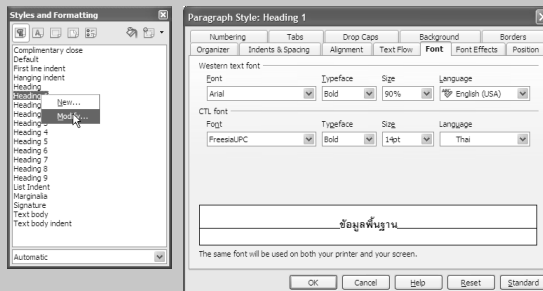 Styles and Formatting
Complimentary close
Default
First line indent
Hanging indent
Heading
Heading
Heading
Heading
Heading 3
Heading 4
Heading 5
Heading 6
Heading 7
Heading 8
Heading 9
List Indent
Marginalia
Signature
Text body
Text body indent
New...
Modify...
Automatic
Paragraph Style: Heading 1
Numbering Tabs Drop Caps Background Borders
Organizer Indents & Spacing Alignment Text Flow Font Font Effects Position
Western text font
Font Typeface Size Language
Arial Bold 90% English (USA)
CTL font
Font Typeface Size Language
FreesiaUPC Bold 14pt Thai
ข้อมูลพื้นฐาน
The same font will be used on both your printer and your screen.
OK Cancel Help Reset Standard